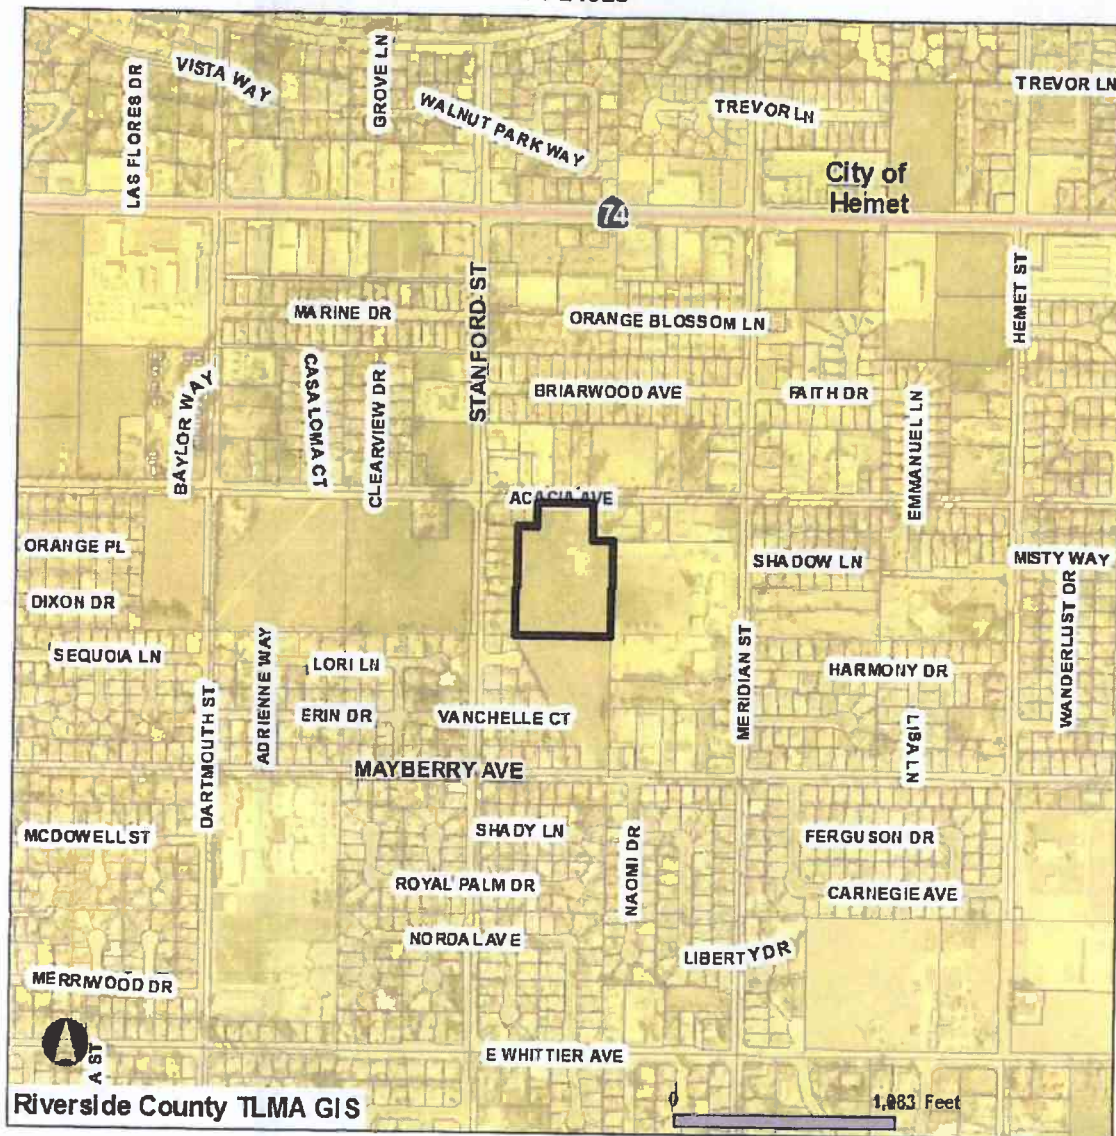 VISTA WAY
GROVE LN
LAS FLORES DR
WALNUT PARK WAY
TREVOR LN
TREVOR LN
City of
Hemet
74
HEMET ST
STANFORD ST
MARINE DR
ORANGE BLOSSOM LN
BAYLOR WAY
CASA LOMA CT
CLEARVIEW DR
BRIARWOOD AVE
FAITH DR
EMMANUEL LN
ACACIA AVE
ORANGE PL
SHADOW LN
MISTY WAY
DIXON DR
WANDERLUST DR
SEQUOIA LN
ADRIENNE WAY
LORI LN
MERIDIAN ST
HARMONY DR
DARTMOUTH ST
ERIN DR
VANCHELLE CT
LISA LN
MAYBERRY AVE
MCDOWELL ST
SHADY LN
NAOMI DR
FERGUSON DR
ROYAL PALM DR
CARNEGIE AVE
NORDAL AVE
LIBERTY DR
MERRIWOOD DR
A ST
E WHITTIER AVE
Riverside County TLMA GIS
0
1,083 Feet